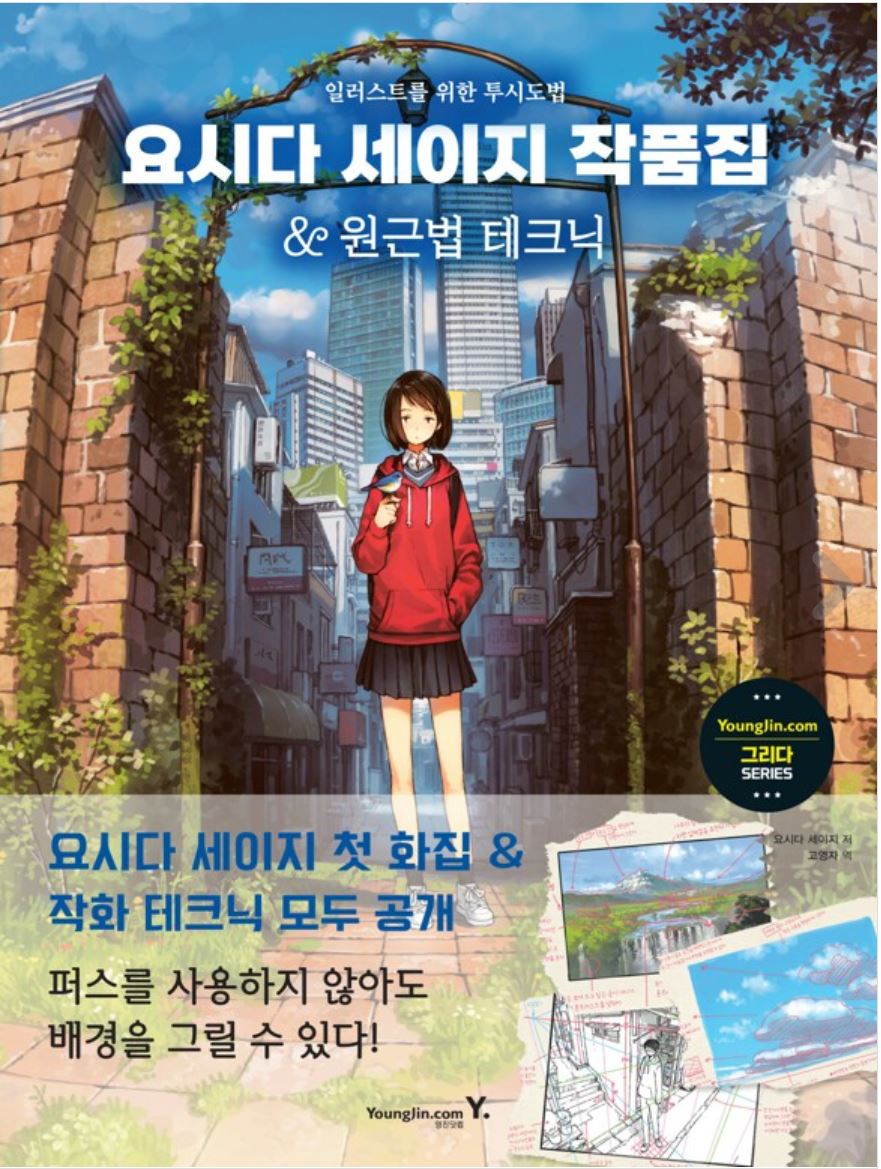 일러스트를 위한 투시도법
요시다 세이지 작품집
& 원근법 테크닉
YoungJin.com
그리다
SERIES
요시다 세이지 첫 화집 &
작화 테크닉 모두 공개
퍼스를 사용하지 않아도
배경을 그릴 수 있다!
요시다 세이지 저
고영자 역
YoungJin.com Y.
영진닷컴